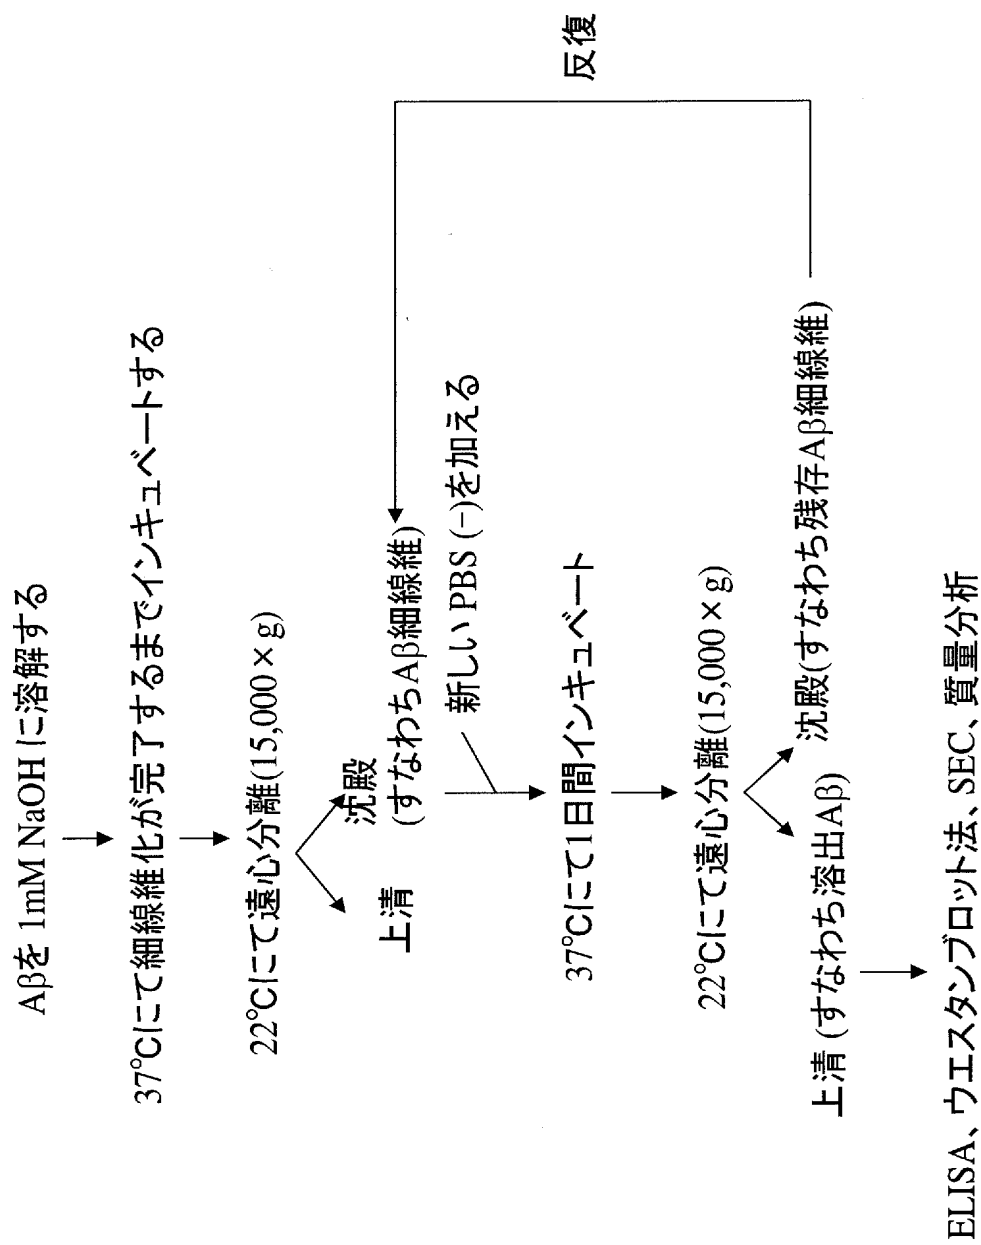 Aβを 1mM NaOH に溶解する
37℃にて細線維化が完了するまでインキュベートする
22℃にて遠心分離(15,000×g)
上清
沈殿
(すなわちAβ細線維)
新しいPBS (−)を加える
37℃にて1日間インキュベート
22℃にて遠心分離(15,000×g)
上清 (すなわち溶出Aβ)
沈殿(すなわち残存Aβ細線維)
反復
ELISA、ウエスタンブロット法、SEC、質量分析